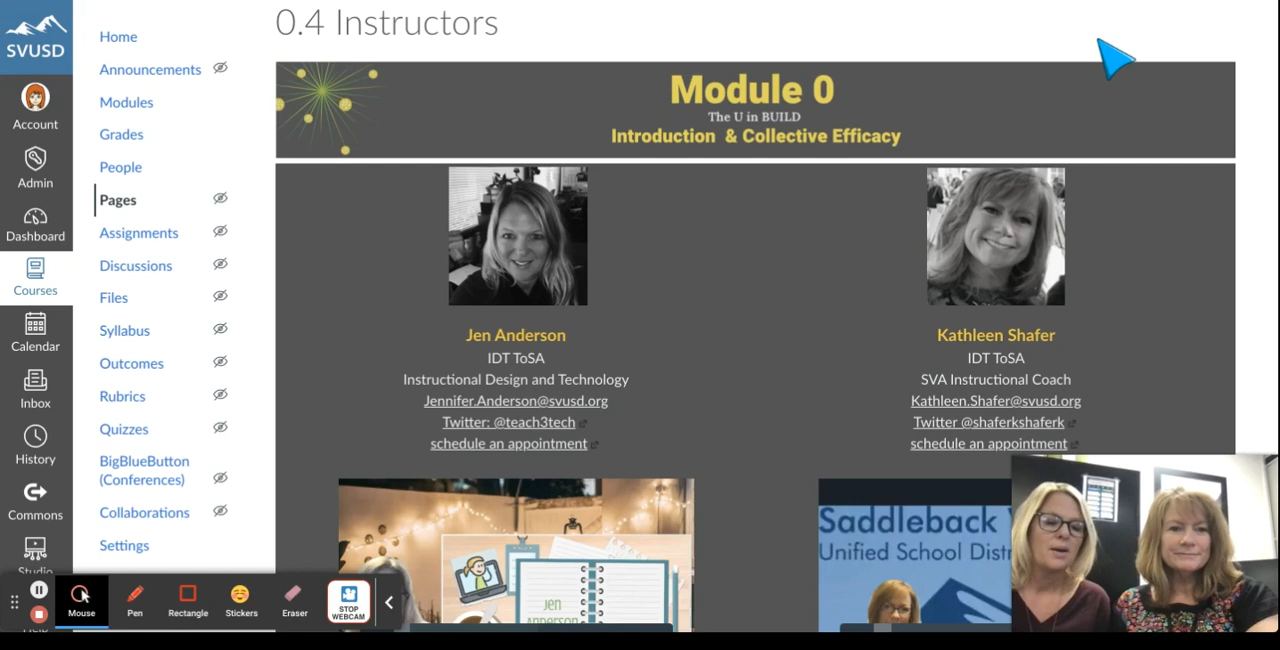 SVUSD
Account
Admin
Dashboard
Courses
Calendar
Inbox
History
Commons
Studio
Home
Announcements
Modules
Grades
People
Pages
Assignments
Discussions
Files
Syllabus
Outcomes
Rubrics
Quizzes
BigBlueButton
(Conferences)
Collaborations
Settings
0.4 Instructors
Module 0
The U in BUILD
Introduction & Collective Efficacy
Jen Anderson
IDT ToSA
Instructional Design and Technology
Jennifer.Anderson@svusd.org
Twitter: @teach3tech
schedule an appointment
Kathleen Shafer
IDT ToSA
SVA Instructional Coach
Kathleen.Shafer@svusd.org
Twitter @shaferkshaferk
schedule an appointment
Jen
Anderson
Saddleback
Unified School Distr
Mouse
Pen
Rectangle
Stickers
Eraser
STOP
WEBCAM